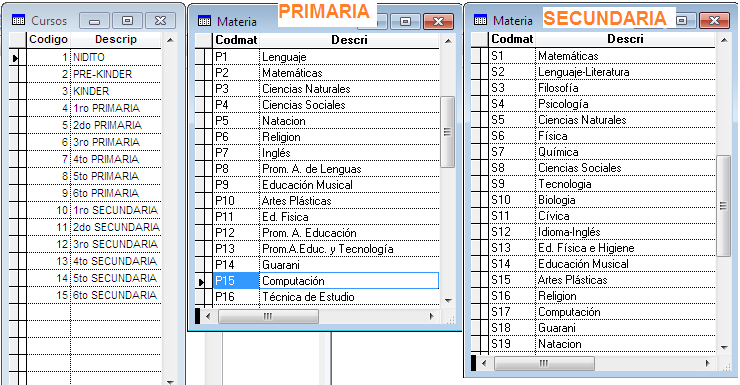 Cursos
Codigo Descrip
1 NIDITO
2 PRE-KINDER
3 KINDER
4 1ro PRIMARIA
5 2do PRIMARIA
6 3ro PRIMARIA
7 4to PRIMARIA
8 5to PRIMARIA
9 6to PRIMARIA
10 1ro SECUNDARIA
11 2do SECUNDARIA
12 3ro SECUNDARIA
13 4to SECUNDARIA
14 5to SECUNDARIA
15 6to SECUNDARIA
PRIMARIA
Materia
Codmat Descri
P1 Lenguaje
P2 Matemáticas
P3 Ciencias Naturales
P4 Ciencias Sociales
P5 Natacion
P6 Religion
P7 Inglés
P8 Prom. A. de Lenguas
P9 Educación Musical
P10 Artes Plásticas
P11 Ed. Fisica
P12 Prom. A. Educación
P13 Prom.A.Educ. y Tecnología
P14 Guarani
P15 Computación
P16 Técnica de Estudio
Materia SECUNDARIA
Codmat Descri
S1 Matemáticas
S2 Lenguaje-Literatura
S3 Filosofía
S4 Psicología
S5 Ciencias Naturales
S6 Física
S7 Química
S8 Ciencias Sociales
S9 Tecnologia
S10 Biologia
S11 Cívica
S12 Idioma-Inglés
S13 Ed. Física e Higiene
S14 Educación Musical
S15 Artes Plásticas
S16 Religion
S17 Computación
S18 Guarani
S19 Natacion